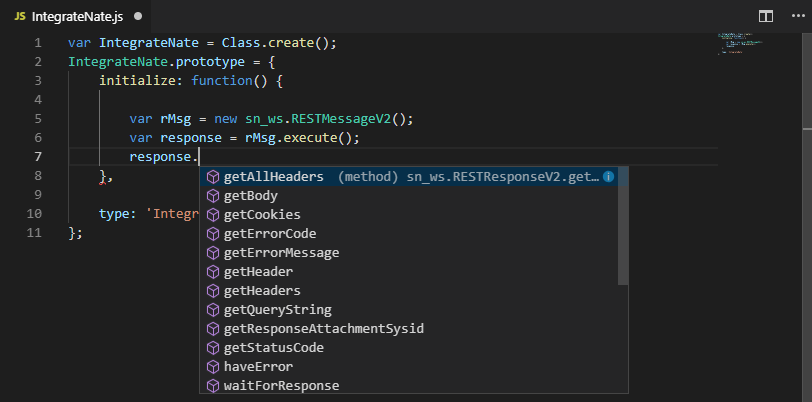 JS IntegrateNate.js
1 var IntegrateNate = Class.create();
2 IntegrateNate.prototype = {
3 initialize: function() {
4
5 var rMsg = new sn_ws.RESTMessageV2();
6 var response = rMsg.execute();
7 response.
8 },
getAllHeaders (method) sn_ws.RESTResponseV2.get…
9
getBody
10 type: 'Integr
getCookies
11 };
getErrorCode
getErrorMessage
getHeader
getHeaders
getQueryString
getResponseAttachmentSysid
getStatusCode
haveError
waitForResponse